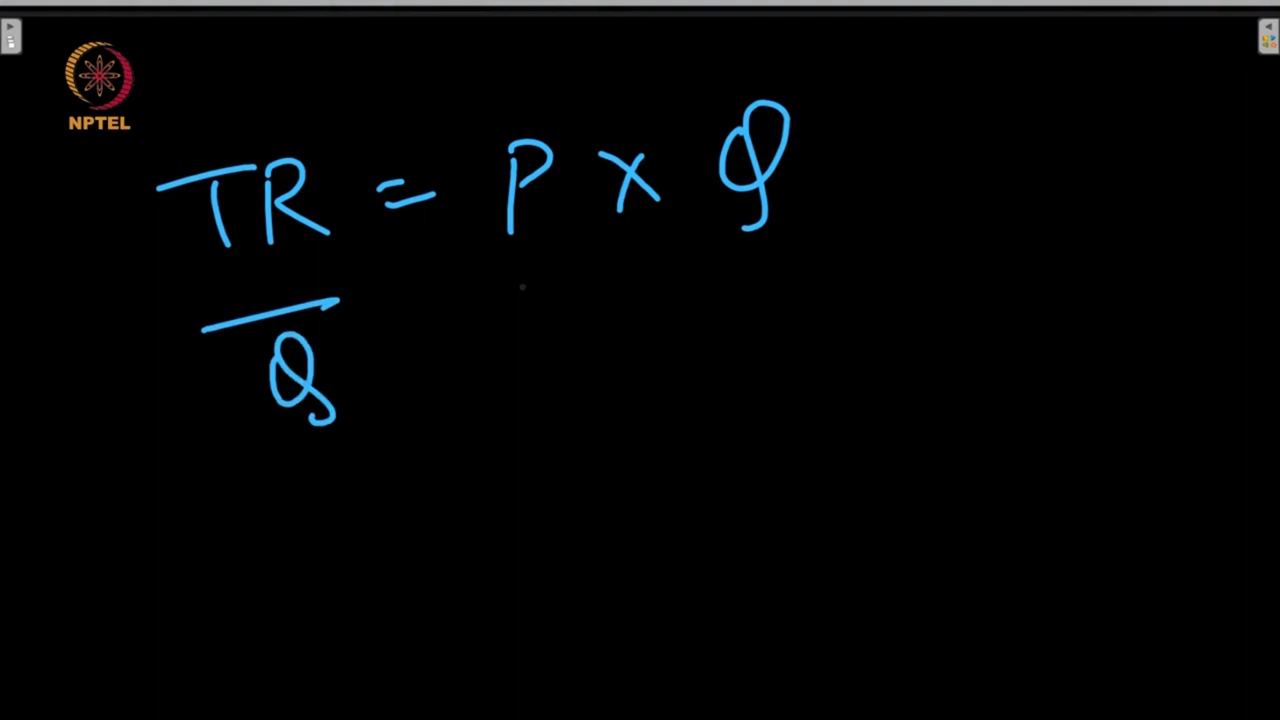 NPTEL
TR = P x Q
Q